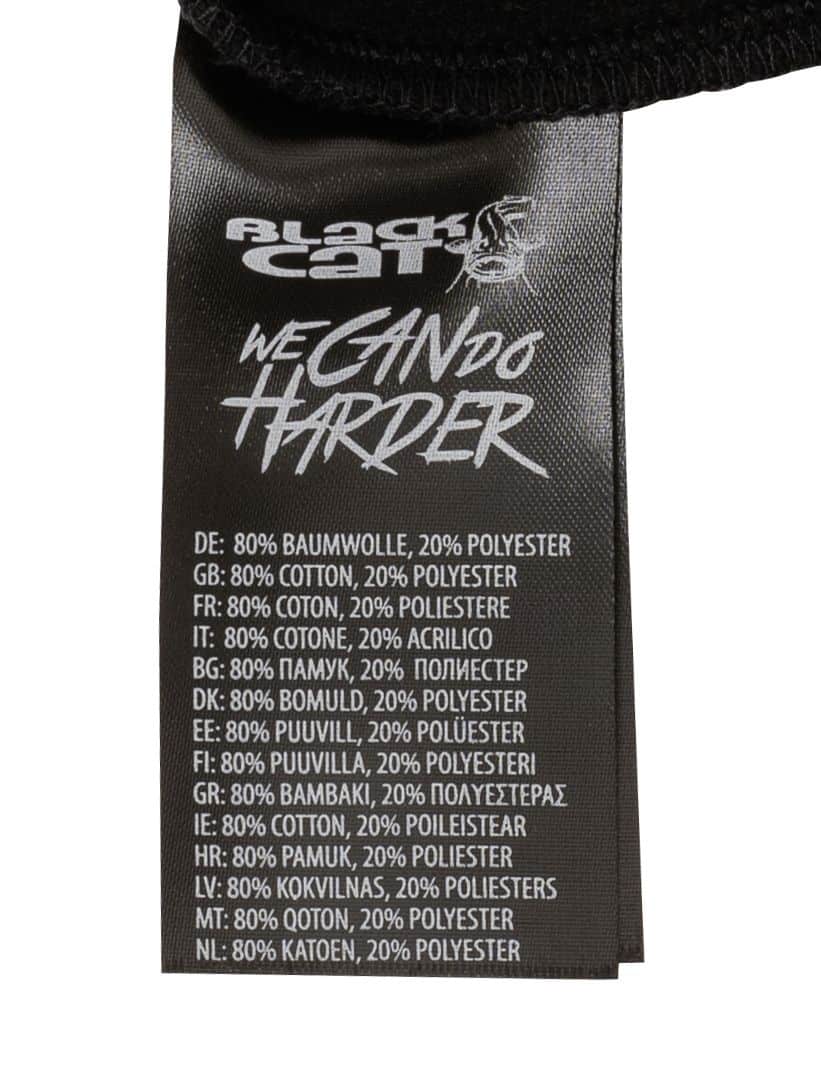 BLACK
CAT
WE CAN DO
HARDER
DE: 80% BAUMWOLLE, 20% POLYESTER
GB: 80% COTTON, 20% POLYESTER
FR: 80% COTON, 20% POLIESTERE
IT: 80% COTONE, 20% ACRILICO
BG: 80% ПАМУК, 20% ПОЛИЕСТЕР
DK: 80% BOMULD, 20% POLYESTER
EE: 80% PUUVILL, 20% POLÜESTER
FI: 80% PUUVILLA, 20% POLYESTERI
GR: 80% ΒΑΜΒΑΚΙ, 20% ΠΟΛΥΕΣΤΕΡΑΣ
IE: 80% COTTON, 20% POILEISTEAR
HR: 80% PAMUK, 20% POLIESTER
LV: 80% KQKVILNAS, 20% POLIESTERS
MT: 80% QOTON, 20% POLYESTER
NL: 80% KATOEN, 20% POLYESTER